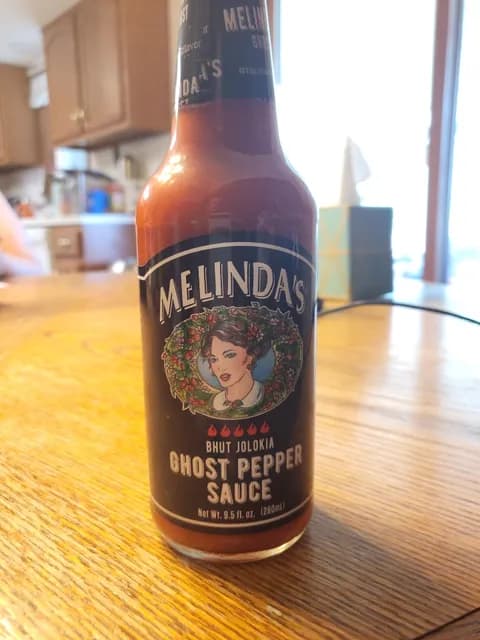 MELINDA'S
BHUT JOLOKIA
GHOST PEPPER
SAUCE
Net Wt. 9.5 fl. oz. (280mL)